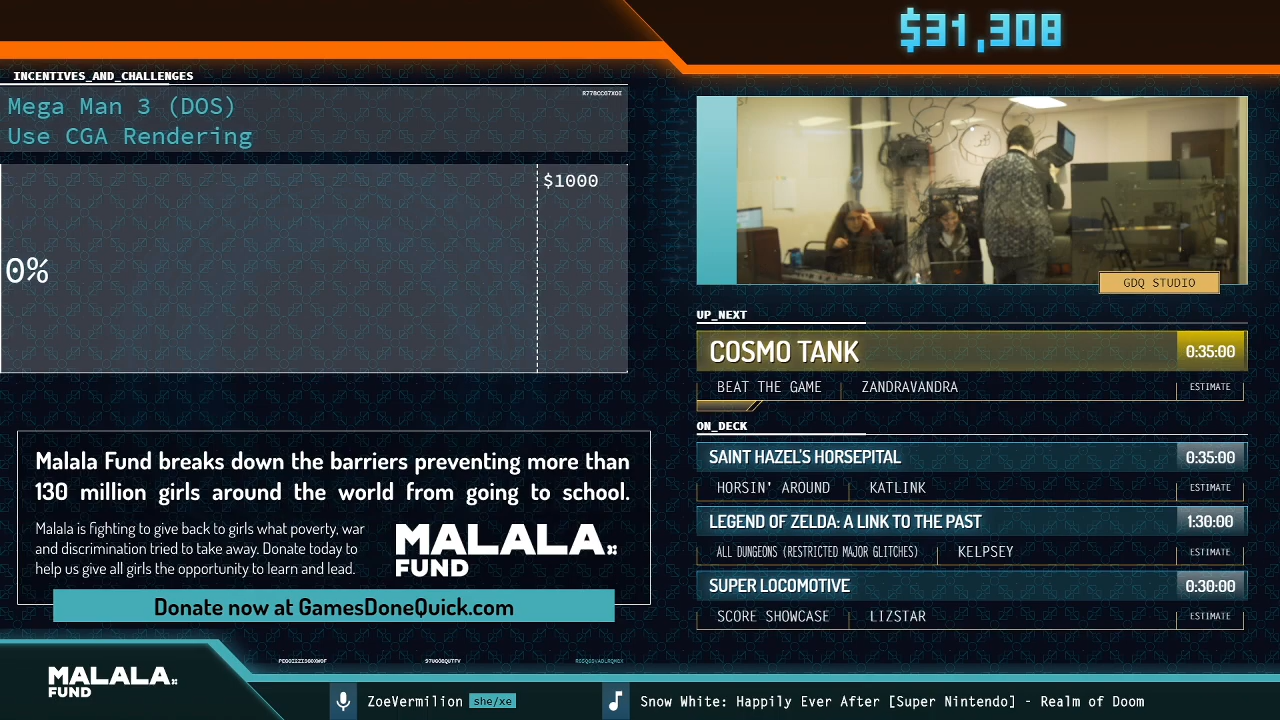 $31,308
INCENTIVES_AND_CHALLENGES
Mega Man 3 (DOS)
Use CGA Rendering
$1000
0%
GDQ STUDIO
UP_NEXT
COSMO TANK
0:35:00
BEAT THE GAME
ZANDRAVANDRA
ESTIMATE
ON_DECK
SAINT HAZEL'S HORSEPITAL
0:35:00
HORSIN' AROUND
KATLINK
ESTIMATE
LEGEND OF ZELDA: A LINK TO THE PAST
1:30:00
ALL DUNGEONS (RESTRICTED MAJOR GLITCHES)
KELPSEY
ESTIMATE
SUPER LOCOMOTIVE
0:30:00
SCORE SHOWCASE
LIZSTAR
ESTIMATE
Malala Fund breaks down the barriers preventing more than
130 million girls around the world from going to school.
Malala is fighting to give back to girls what poverty, war
and discrimination tried to take away. Donate today to
help us give all girls the opportunity to learn and lead.
MALALA
FUND
Donate now at GamesDoneQuick.com
MALALA
FUND
ZoeVermilion she/xe
Snow White: Happily Ever After [Super Nintendo] - Realm of Doom